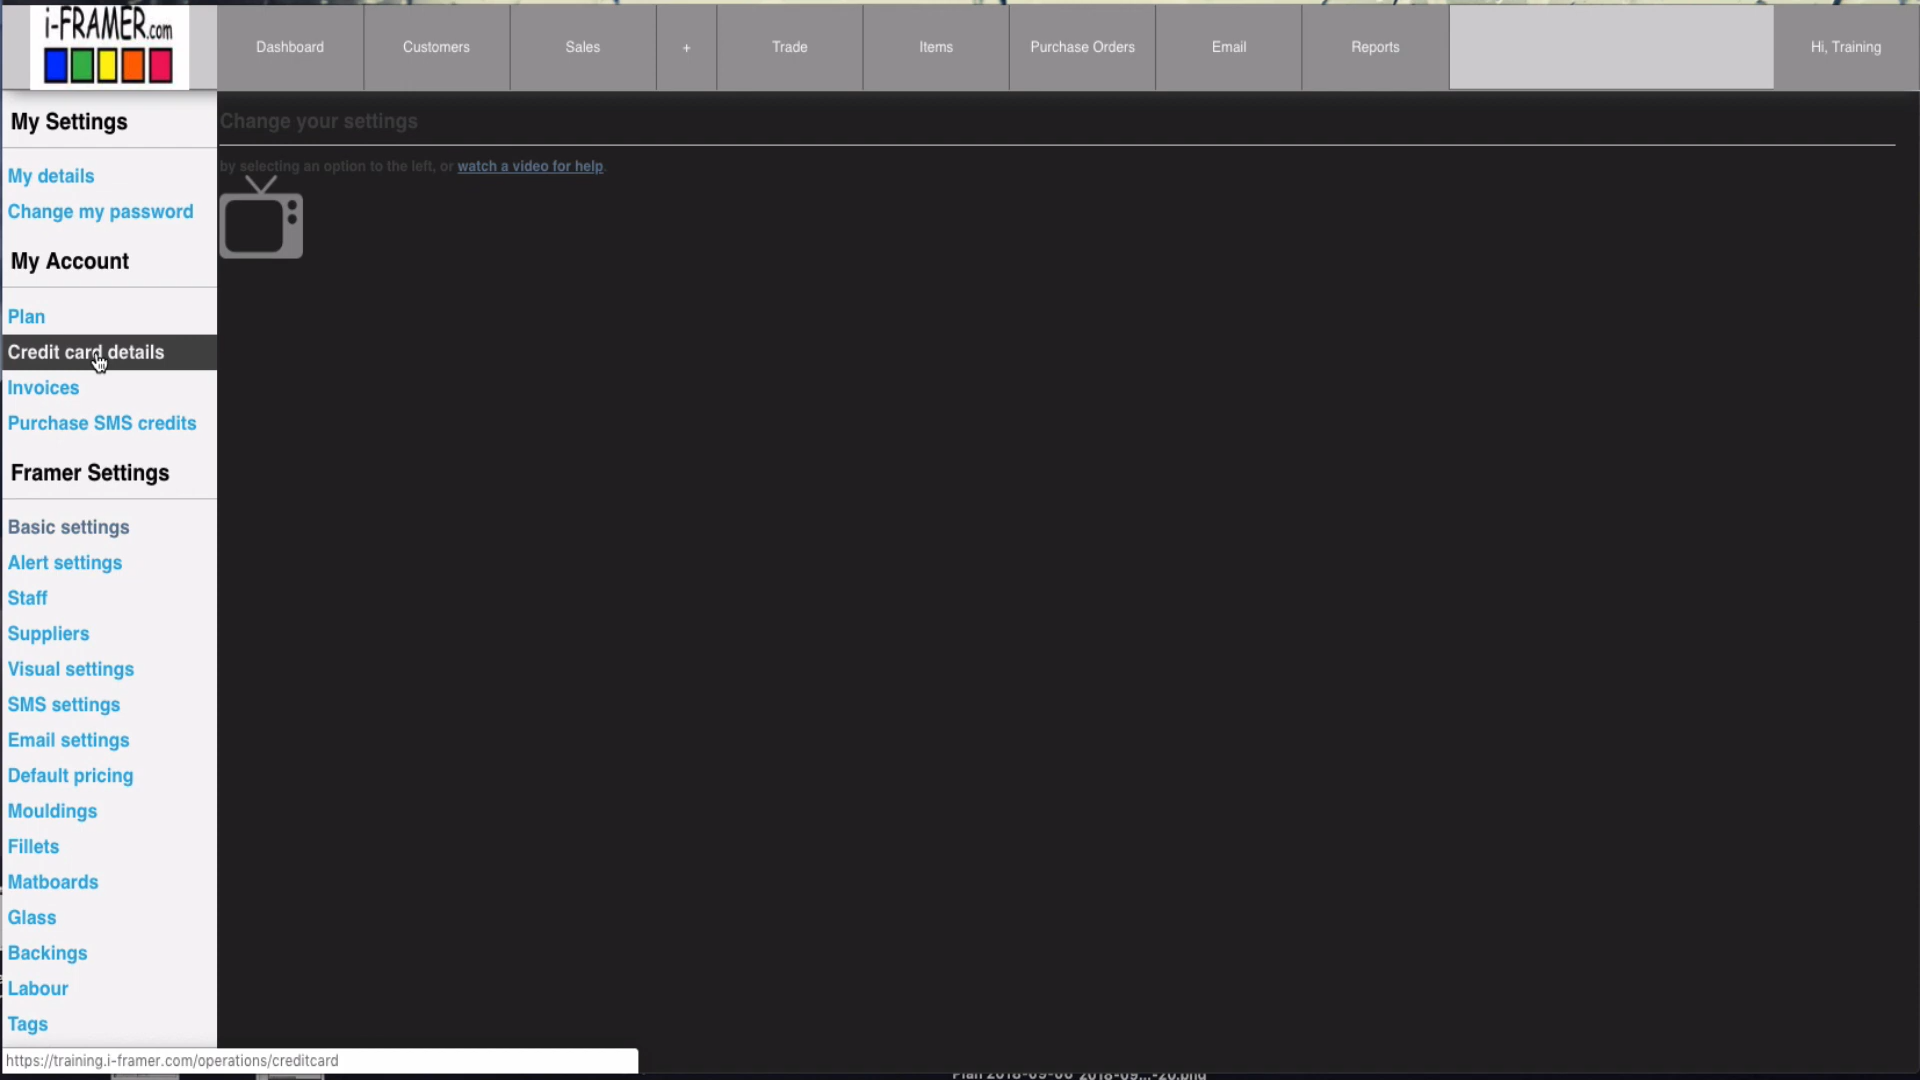 i-FRAMER.com
Dashboard
Customers
Sales
+
Trade
Items
Purchase Orders
Email
Reports
Hi, Training
My Settings
My details
Change my password
My Account
Plan
Credit card details
Invoices
Purchase SMS credits
Framer Settings
Basic settings
Alert settings
Staff
Suppliers
Visual settings
SMS settings
Email settings
Default pricing
Mouldings
Fillets
Matboards
Glass
Backings
Labour
Tags
Change your settings
by selecting an option to the left, or watch a video for help.
https://training.i-framer.com/operations/creditcard